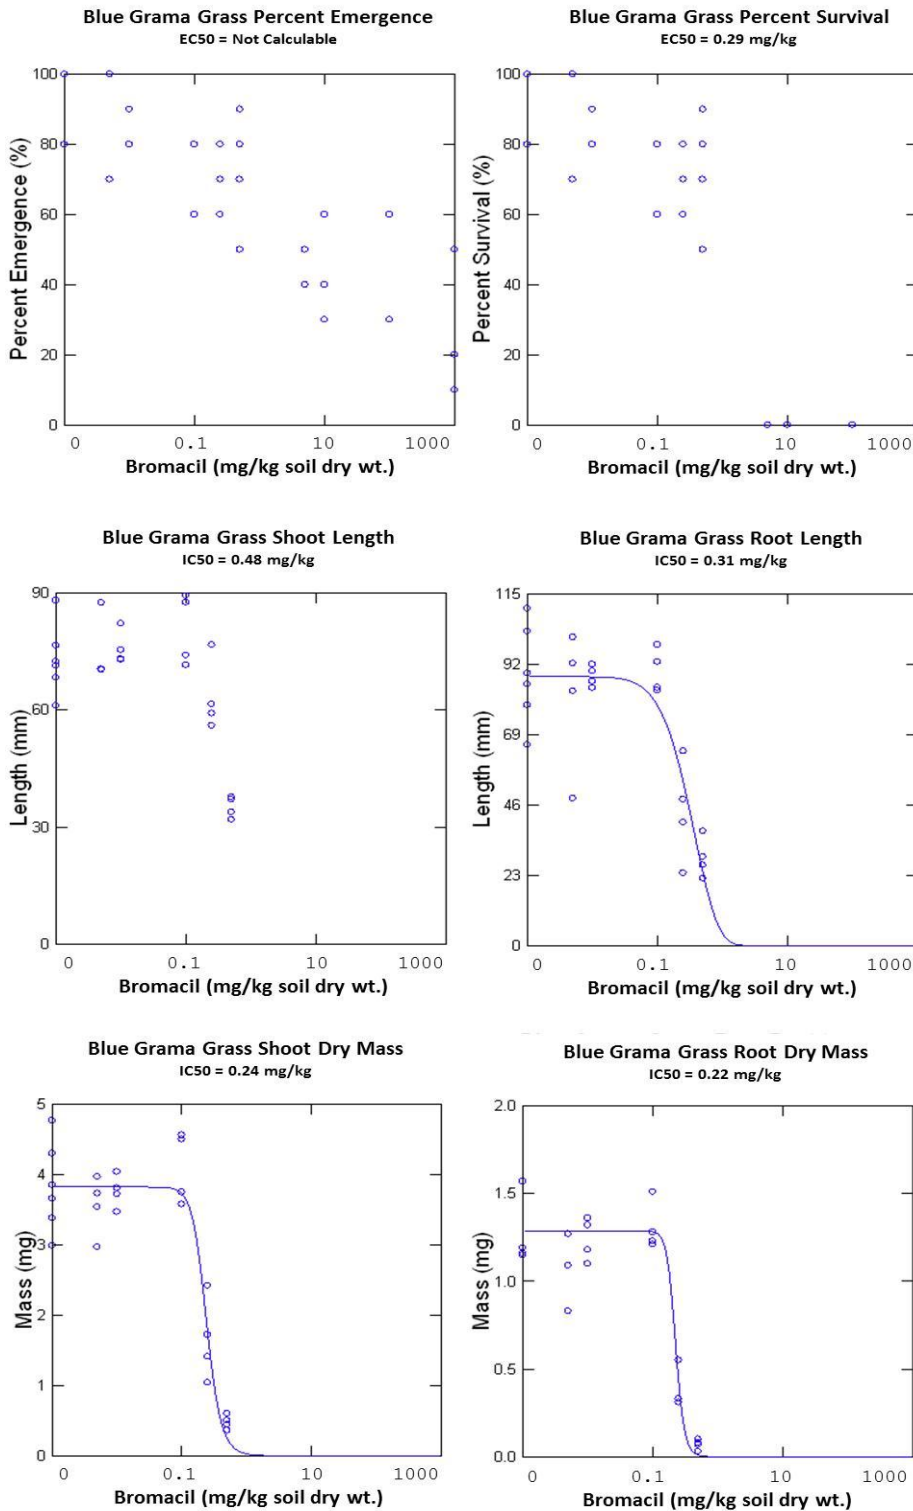 Blue Grama Grass Percent Emergence
EC50 = Not Calculable
100
80
60
40
20
0
Percent Emergence (%)
0 0.1 10 1000
Bromacil (mg/kg soil dry wt.)
Blue Grama Grass Percent Survival
EC50 = 0.29 mg/kg
100
80
60
40
20
0
Percent Survival (%)
0 0.1 10 1000
Bromacil (mg/kg soil dry wt.)
Blue Grama Grass Shoot Length
IC50 = 0.48 mg/kg
90
60
30
0
Length (mm)
0 0.1 10 1000
Bromacil (mg/kg soil dry wt.)
Blue Grama Grass Root Length
IC50 = 0.31 mg/kg
115
92
69
46
23
0
Length (mm)
0 0.1 10 1000
Bromacil (mg/kg soil dry wt.)
Blue Grama Grass Shoot Dry Mass
IC50 = 0.24 mg/kg
5
4
3
2
1
0
Mass (mg)
0 0.1 10 1000
Bromacil (mg/kg soil dry wt.)
Blue Grama Grass Root Dry Mass
IC50 = 0.22 mg/kg
2.0
1.5
1.0
0.5
0.0
Mass (mg)
0 0.1 10 1000
Bromacil (mg/kg soil dry wt.)